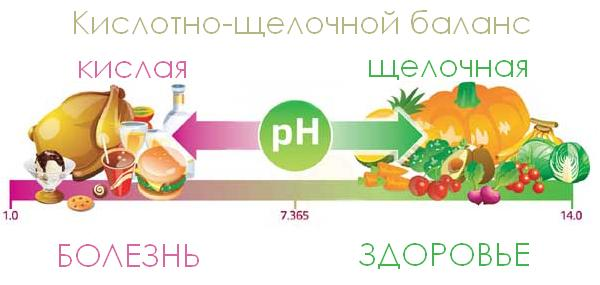 Кислотно-щелочной баланс
кислая
щелочная
pH
1.0
7.365
14.0
БОЛЕЗНЬ
ЗДОРОВЬЕ